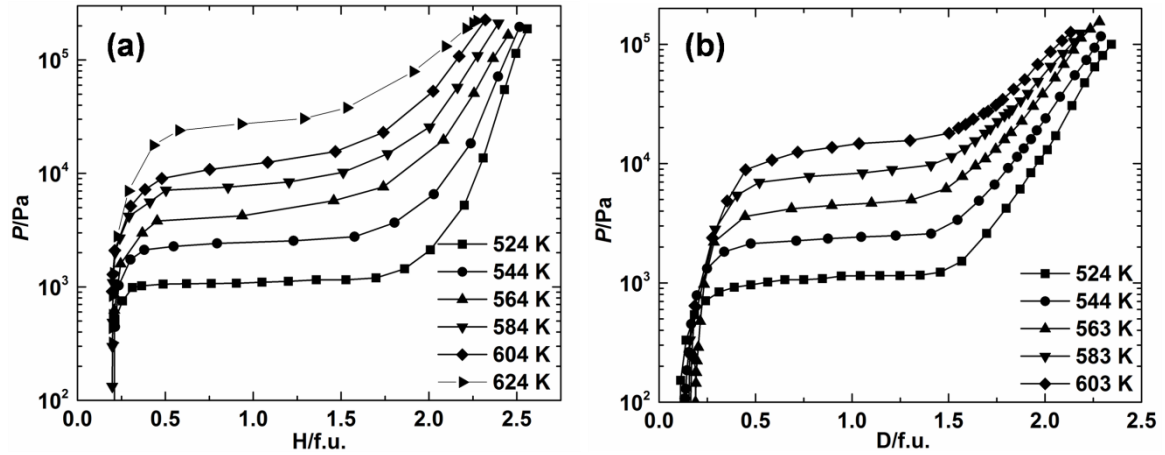 (a)
P/Pa
10^5
10^4
10^3
10^2
0.0 0.5 1.0 1.5 2.0 2.5
H/f.u.
524 K
544 K
564 K
584 K
604 K
624 K
(b)
P/Pa
10^5
10^4
10^3
10^2
0.0 0.5 1.0 1.5 2.0 2.5
D/f.u.
524 K
544 K
563 K
583 K
603 K